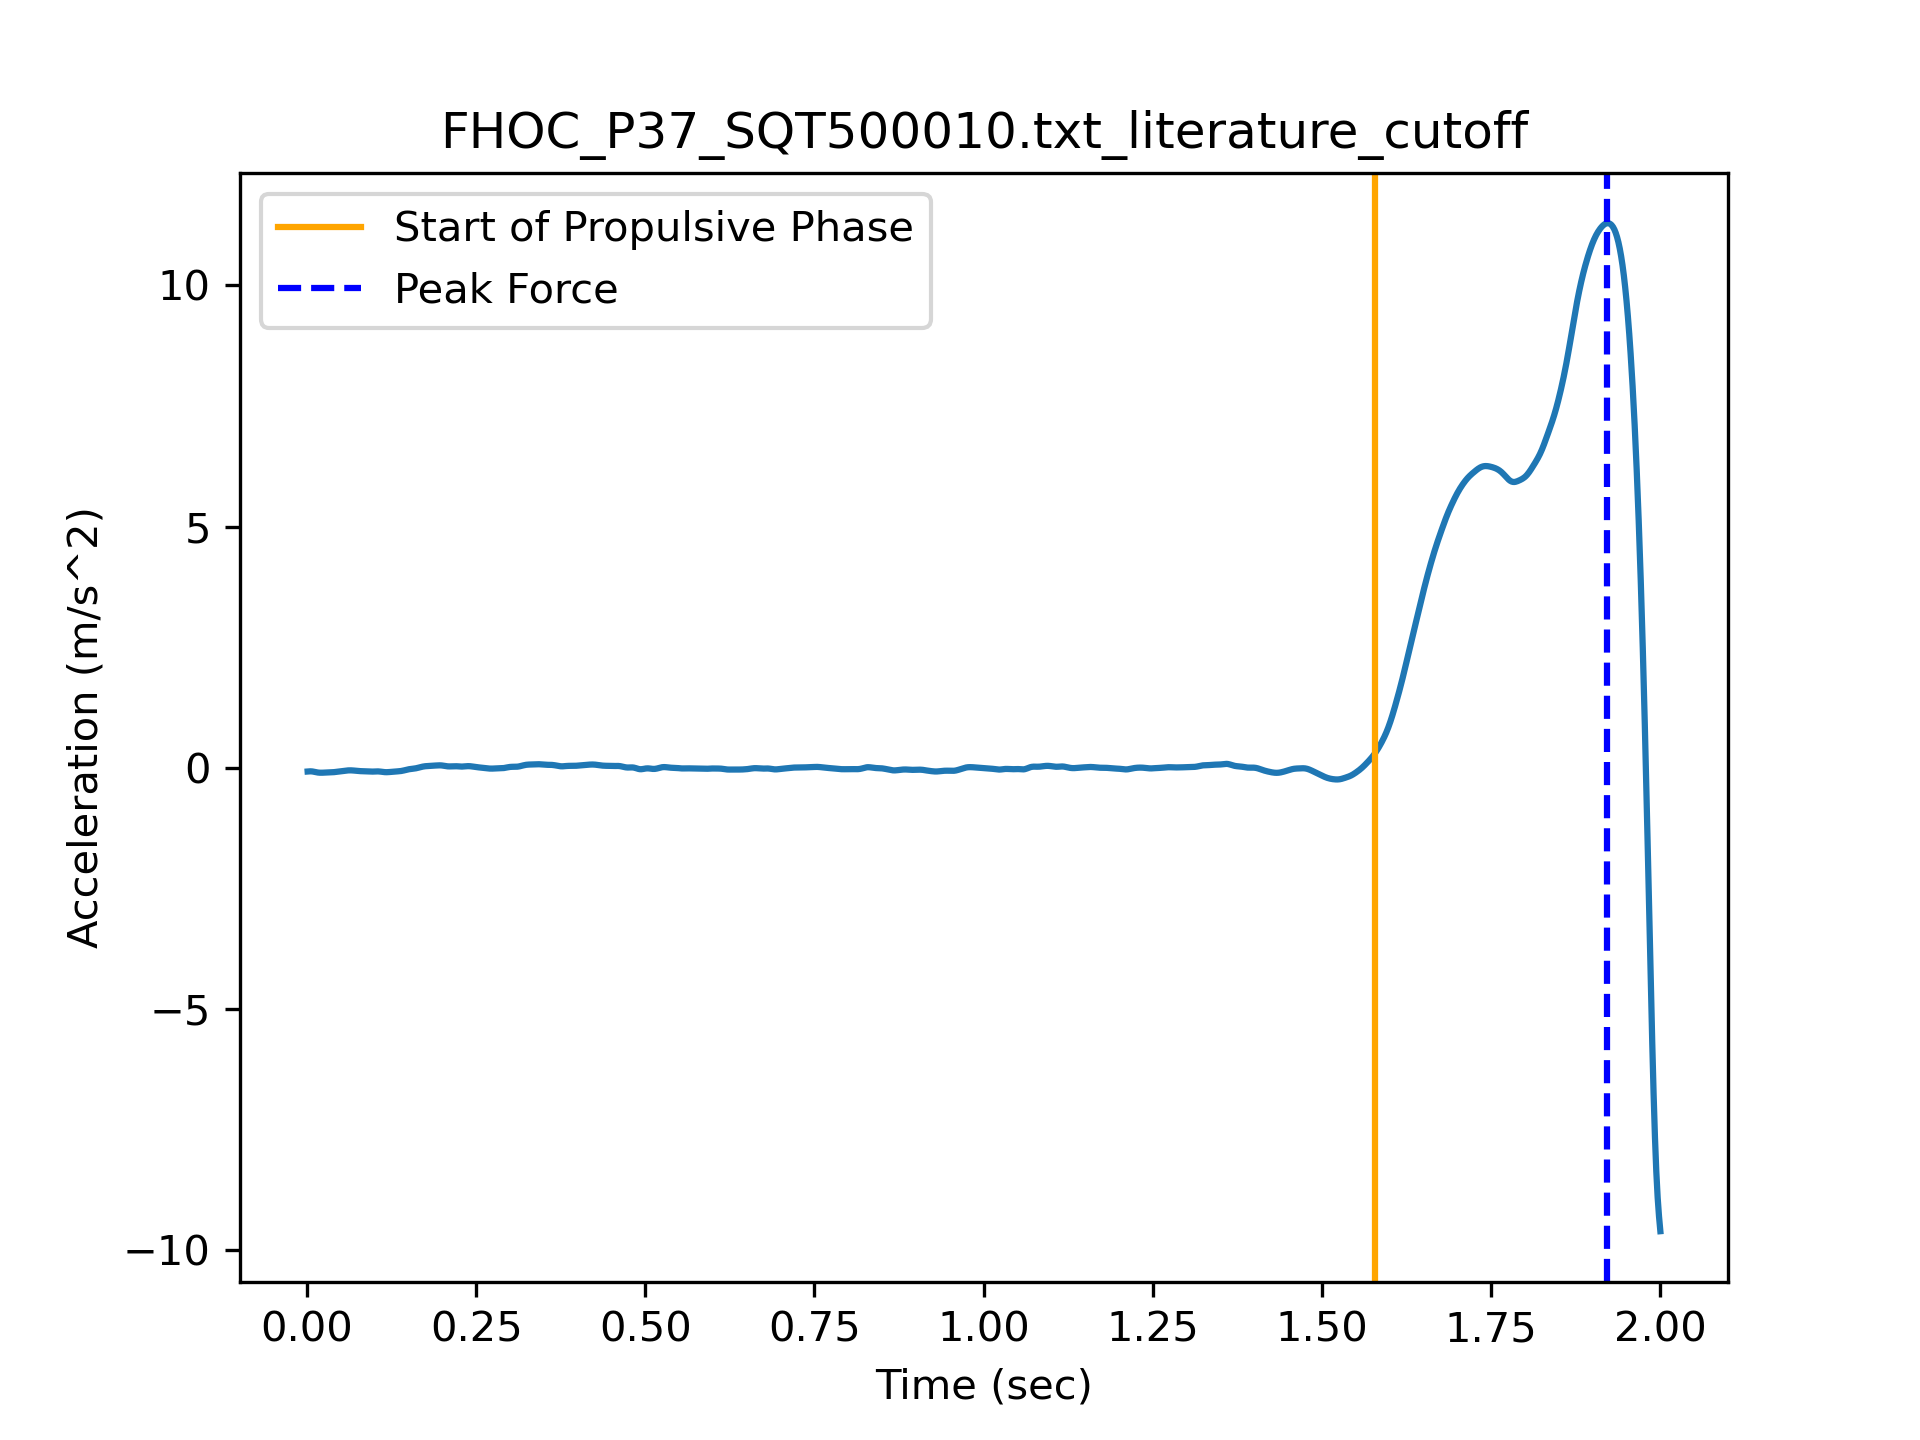 FHOC_P37_SQT500010.txt_literature_cutoff
Start of Propulsive Phase
Peak Force
10
5
0
−5
−10
Acceleration (m/s^2)
0.00 0.25 0.50 0.75 1.00 1.25 1.50 1.75 2.00
Time (sec)